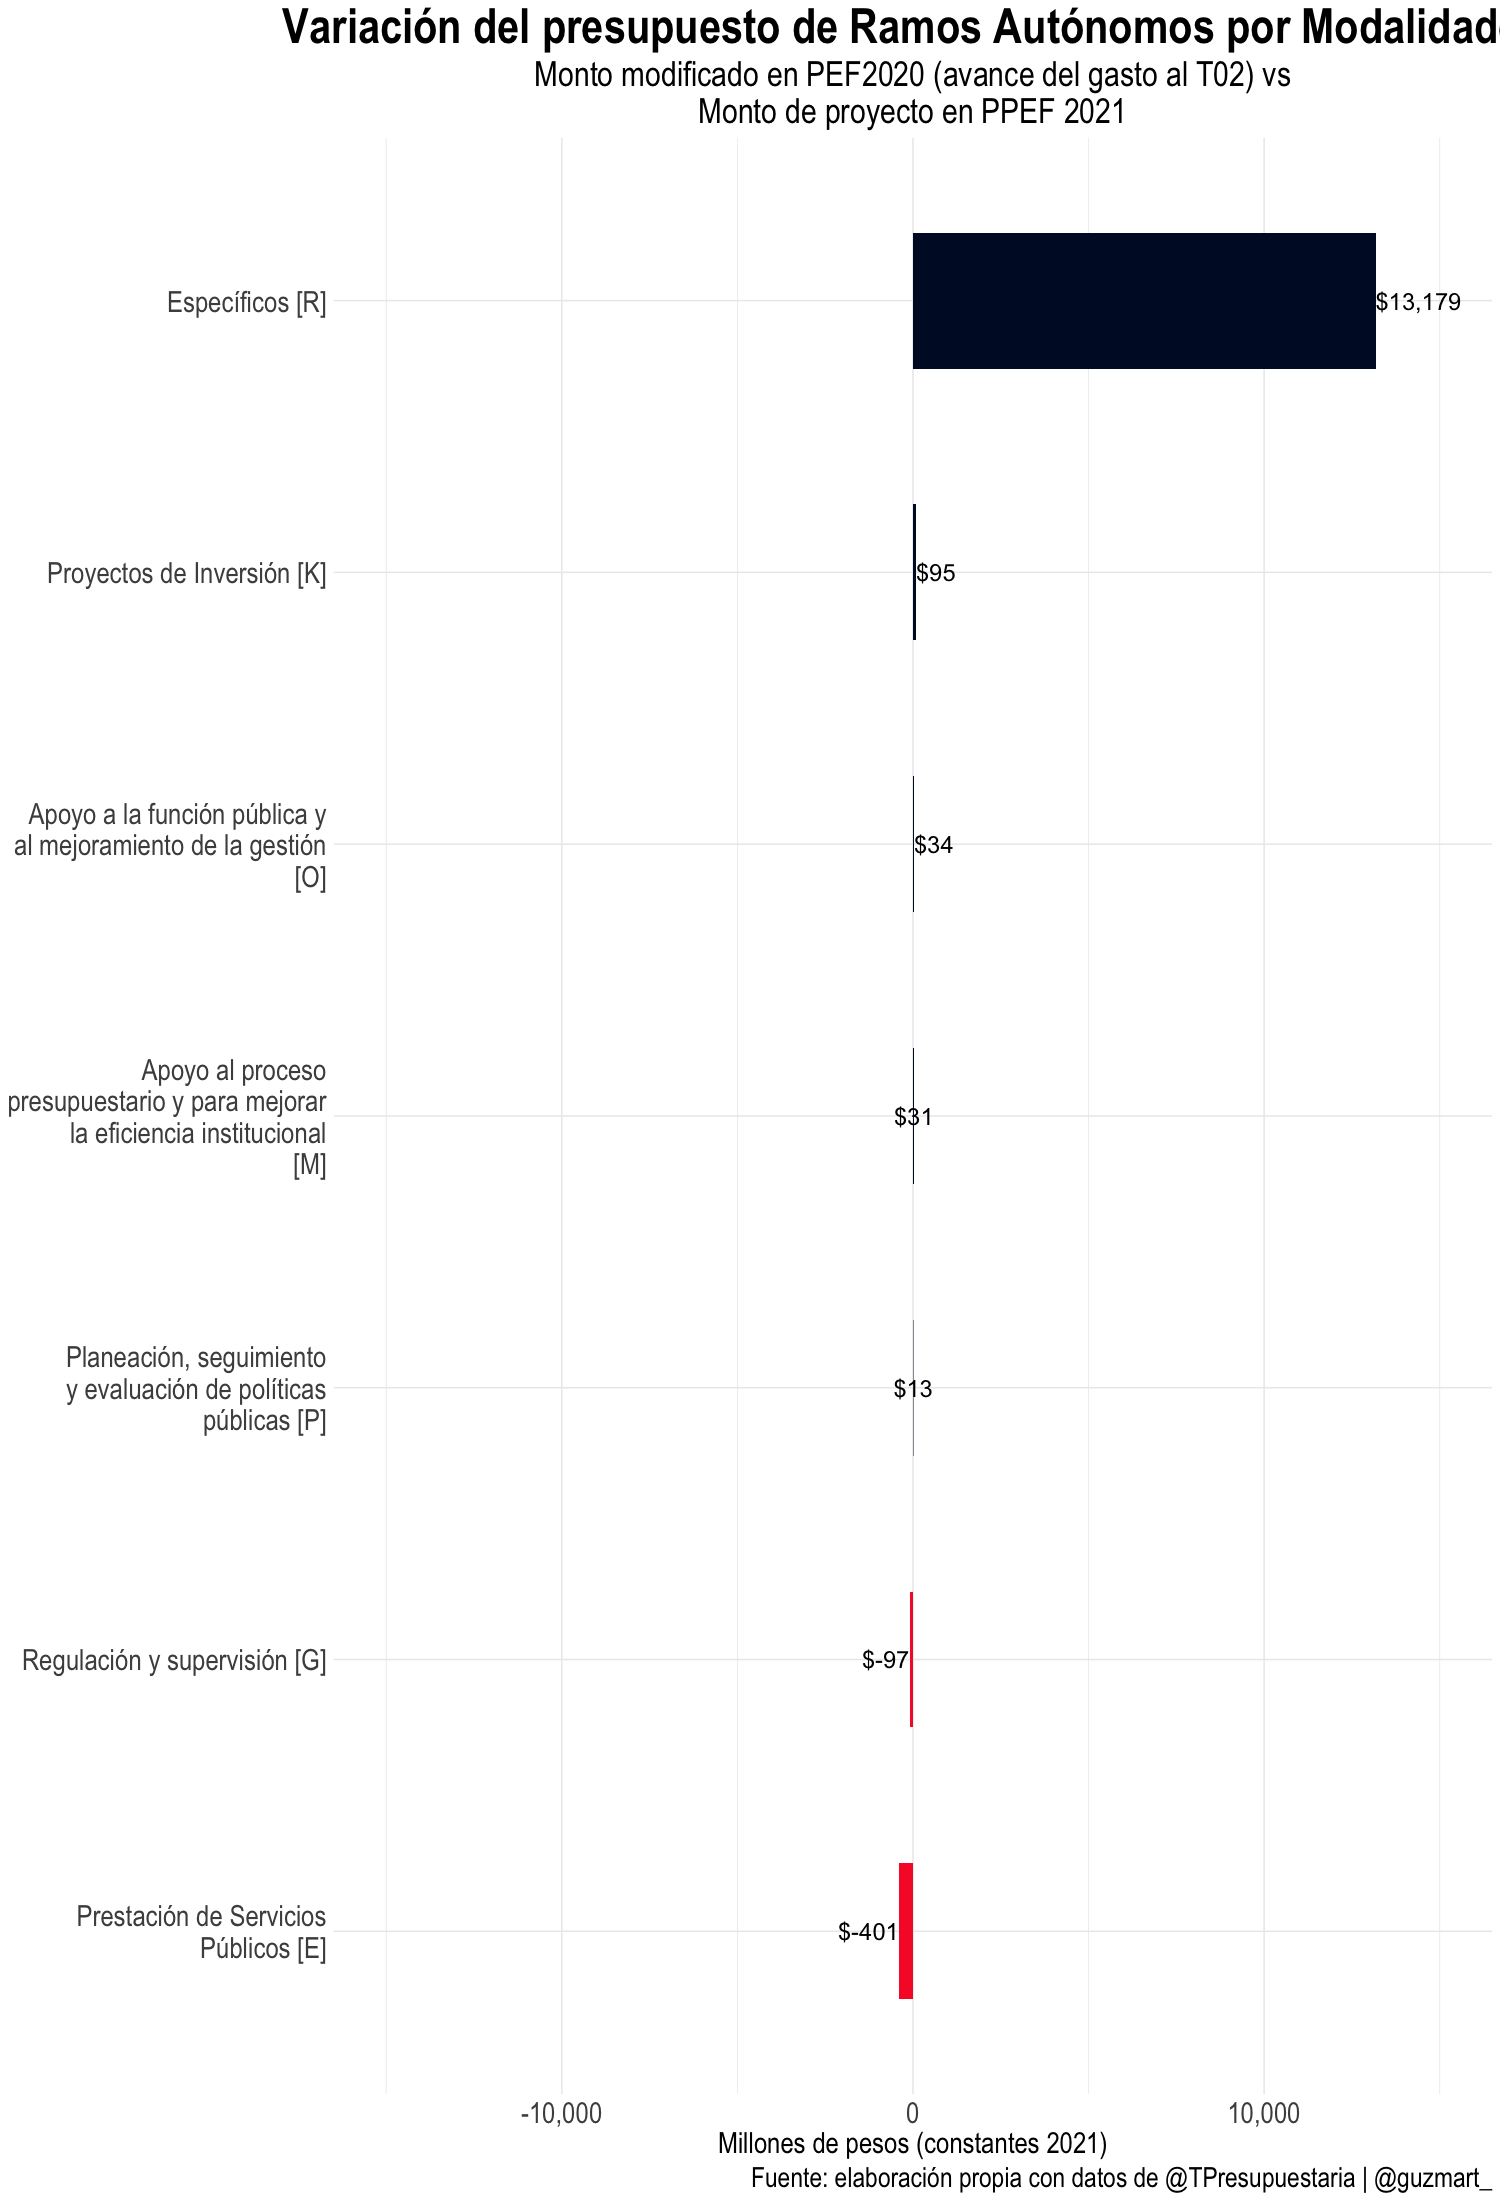 Variación del presupuesto de Ramos Autónomos por Modalidad
Monto modificado en PEF2020 (avance del gasto al T02) vs
Monto de proyecto en PPEF 2021
Específicos [R]
$13,179
Proyectos de Inversión [K]
$95
Apoyo a la función pública y
al mejoramiento de la gestión
[O]
$34
Apoyo al proceso
presupuestario y para mejorar
la eficiencia institucional
[M]
$31
Planeación, seguimiento
y evaluación de políticas
públicas [P]
$13
Regulación y supervisión [G]
$-97
Prestación de Servicios
Públicos [E]
$-401
-10,000
0
10,000
Millones de pesos (constantes 2021)
Fuente: elaboración propia con datos de @TPresupuestaria | @guzmart_